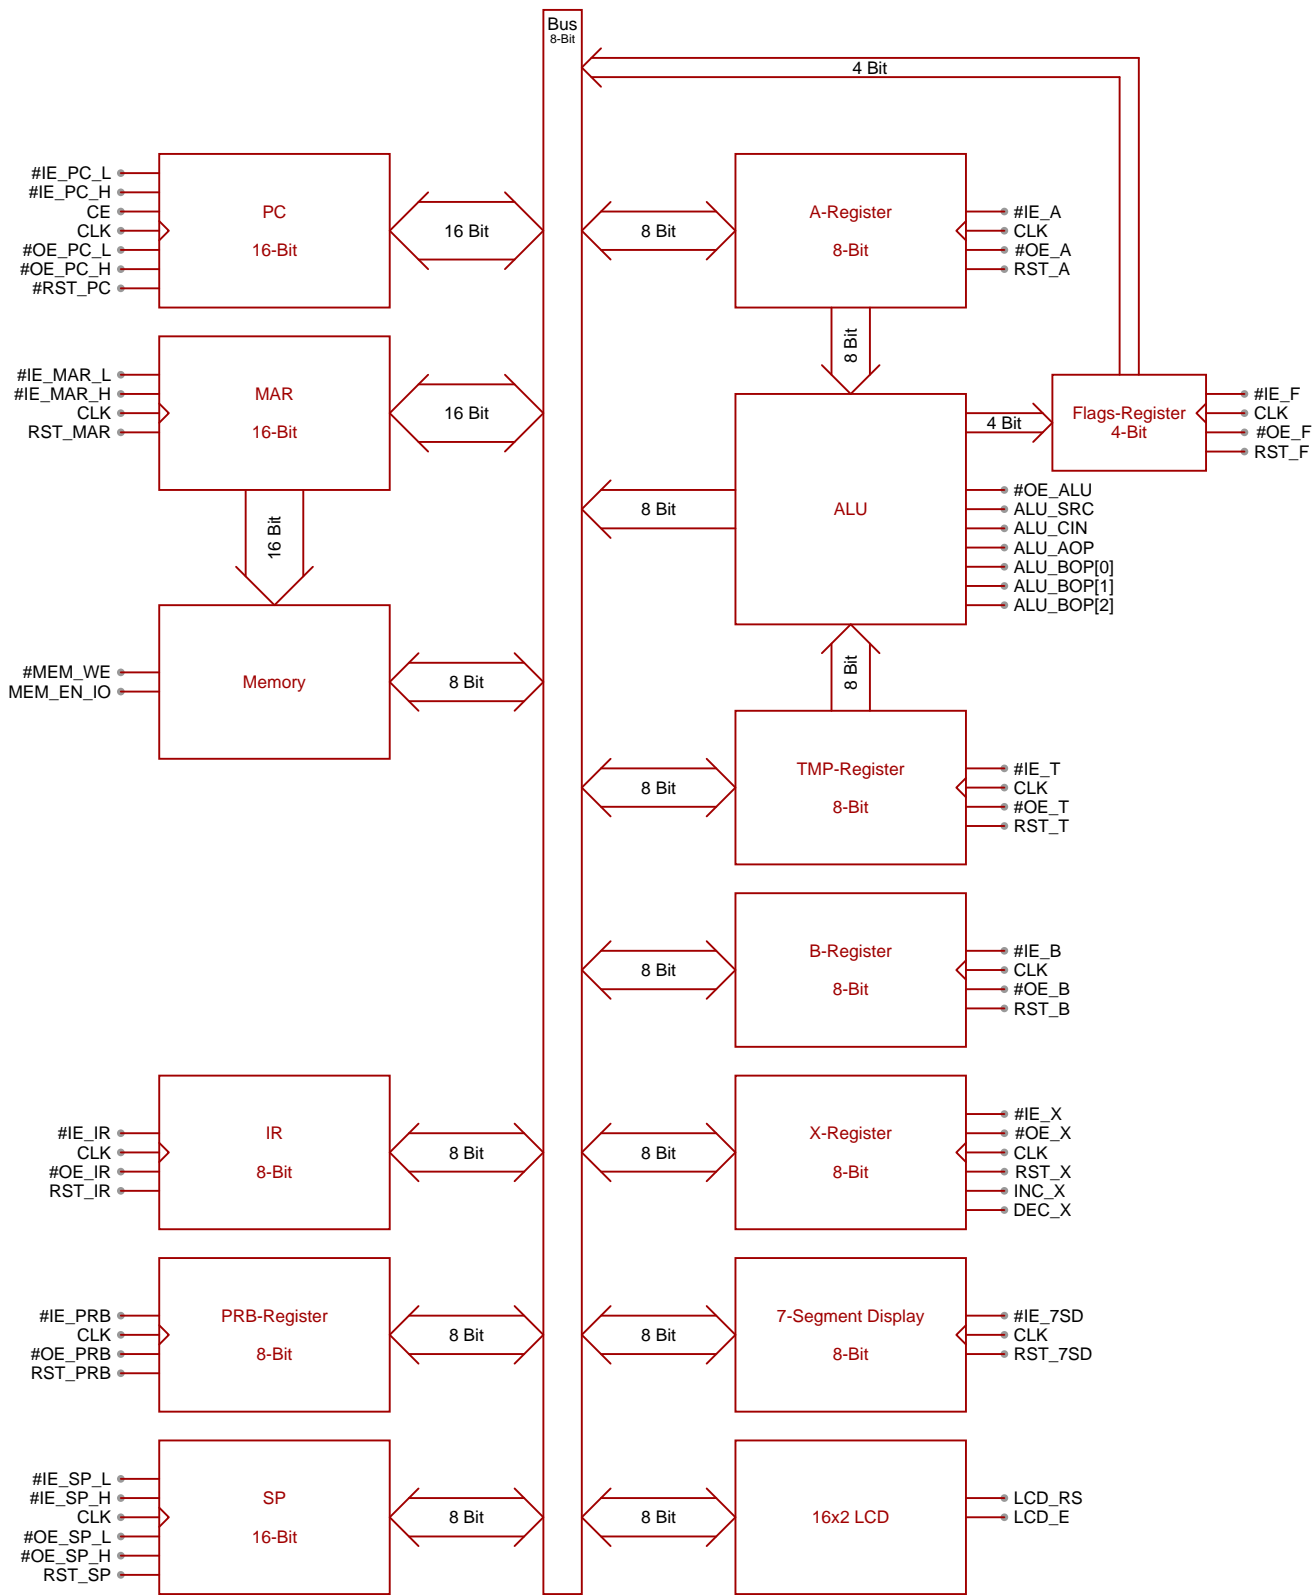 Bus
8-Bit
4 Bit
#IE_PC_L
#IE_PC_H
CE
CLK
#OE_PC_L
#OE_PC_H
#RST_PC
PC
16-Bit
16 Bit
8 Bit
A-Register
8-Bit
#IE_A
CLK
#OE_A
RST_A
8 Bit
#IE_MAR_L
#IE_MAR_H
CLK
RST_MAR
MAR
16-Bit
16 Bit
16 Bit
8 Bit
ALU
4 Bit
Flags-Register
4-Bit
#IE_F
CLK
#OE_F
RST_F
#OE_ALU
ALU_SRC
ALU_CIN
ALU_AOP
ALU_BOP[0]
ALU_BOP[1]
ALU_BOP[2]
#MEM_WE
MEM_EN_IO
Memory
8 Bit
8 Bit
8 Bit
TMP-Register
8-Bit
#IE_T
CLK
#OE_T
RST_T
8 Bit
B-Register
8-Bit
#IE_B
CLK
#OE_B
RST_B
#IE_IR
CLK
#OE_IR
RST_IR
IR
8-Bit
8 Bit
8 Bit
X-Register
8-Bit
#IE_X
#OE_X
CLK
RST_X
INC_X
DEC_X
#IE_PRB
CLK
#OE_PRB
RST_PRB
PRB-Register
8-Bit
8 Bit
8 Bit
7-Segment Display
8-Bit
#IE_7SD
CLK
RST_7SD
#IE_SP_L
#IE_SP_H
CLK
#OE_SP_L
#OE_SP_H
RST_SP
SP
16-Bit
8 Bit
8 Bit
16x2 LCD
LCD_RS
LCD_E